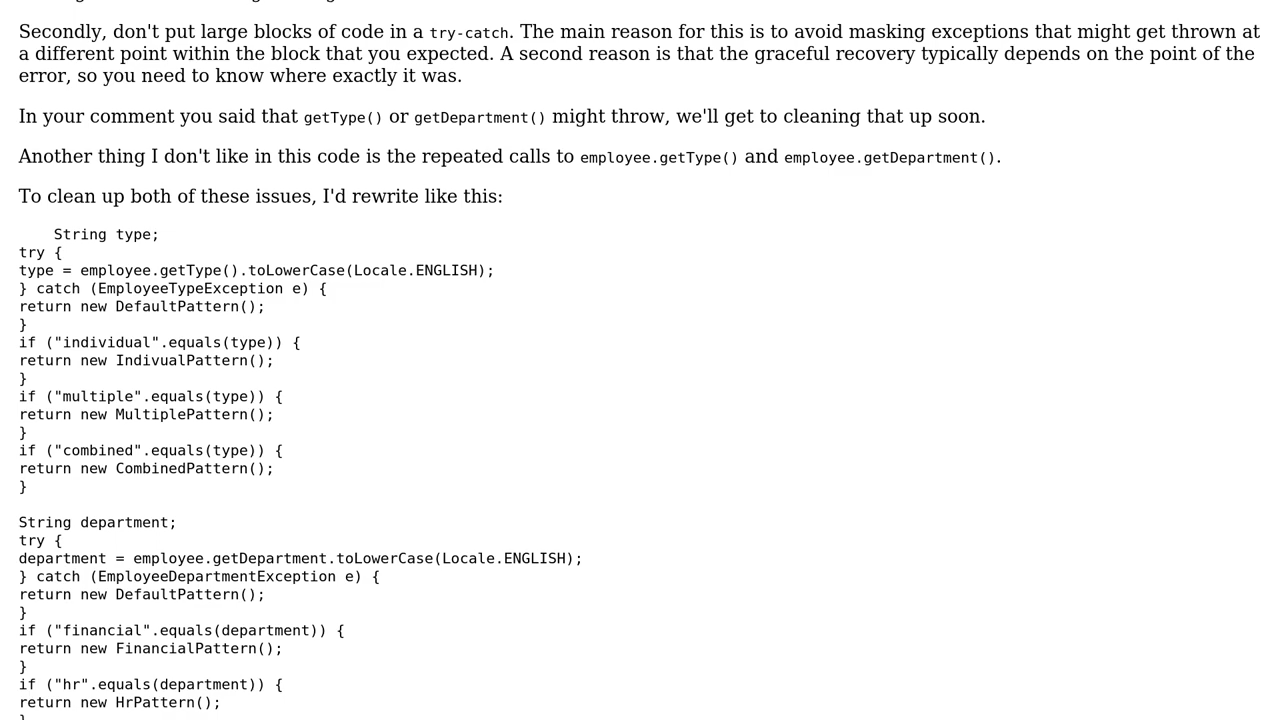 Secondly, don't put large blocks of code in a try-catch. The main reason for this is to avoid masking exceptions that might get thrown at
a different point within the block that you expected. A second reason is that the graceful recovery typically depends on the point of the
error, so you need to know where exactly it was.
In your comment you said that getType() or getDepartment() might throw, we'll get to cleaning that up soon.
Another thing I don't like in this code is the repeated calls to employee.getType() and employee.getDepartment().
To clean up both of these issues, I'd rewrite like this:
String type;
try {
type = employee.getType().toLowerCase(Locale.ENGLISH);
} catch (EmployeeTypeException e) {
return new DefaultPattern();
}
if ("individual".equals(type)) {
return new IndivualPattern();
}
if ("multiple".equals(type)) {
return new MultiplePattern();
}
if ("combined".equals(type)) {
return new CombinedPattern();
}
String department;
try {
department = employee.getDepartment.toLowerCase(Locale.ENGLISH);
} catch (EmployeeDepartmentException e) {
return new DefaultPattern();
}
if ("financial".equals(department)) {
return new FinancialPattern();
}
if ("hr".equals(department)) {
return new HrPattern();
}